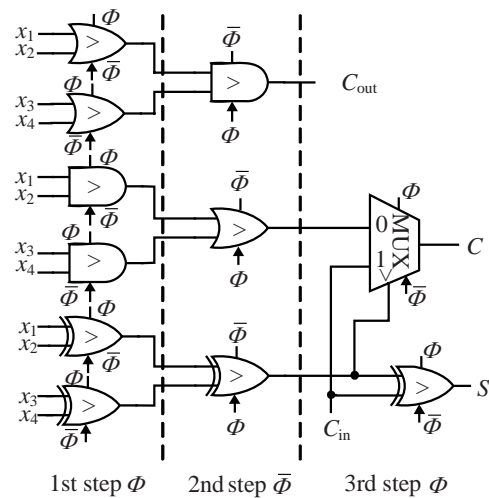 Φ
x₁ >
x₂ Φ̄ Φ̄
Φ > C_out
x₃ >
x₄ Φ
Φ̄
Φ
x₁ >
x₂ Φ̄ Φ̄ Φ
Φ > 0 MUX C
x₃ > 1
x₄ Φ >
Φ̄ Φ̄
Φ
x₁ >
x₂ Φ̄ Φ̄ Φ
Φ > > S
x₃ >
x₄ Φ C_in Φ̄
Φ̄
1st step Φ 2nd step Φ̄ 3rd step Φ